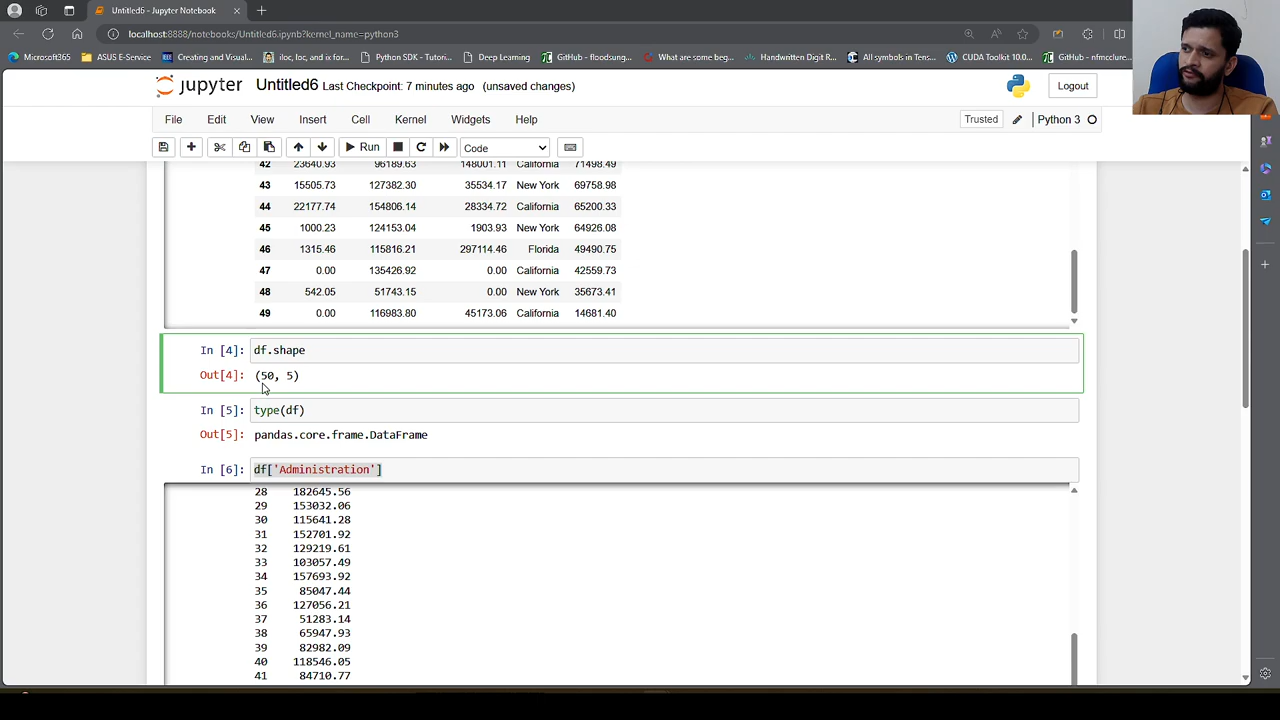 Untitled6 - Jupyter Notebook
localhost:8888/notebooks/Untitled6.ipynb?kernel_name=python3
Microsoft365 ASUS E-Service Creating and Visual... iloc, loc, and ix for... Python SDK - Tutori... Deep Learning GitHub - floodsung... What are some beg... Handwritten Digit R... All symbols in Tens... CUDA Toolkit 10.0... GitHub - nfmcclure...
jupyter Untitled6 Last Checkpoint: 7 minutes ago (unsaved changes) Logout
File Edit View Insert Cell Kernel Widgets Help Trusted Python 3
Run Code
42 23640.93 96189.63 148001.11 California 71498.49
43 15505.73 127382.30 35534.17 New York 69758.98
44 22177.74 154806.14 28334.72 California 65200.33
45 1000.23 124153.04 1903.93 New York 64926.08
46 1315.46 115816.21 297114.46 Florida 49490.75
47 0.00 135426.92 0.00 California 42559.73
48 542.05 51743.15 0.00 New York 35673.41
49 0.00 116983.80 45173.06 California 14681.40
In [4]: df.shape
Out[4]: (50, 5)
In [5]: type(df)
Out[5]: pandas.core.frame.DataFrame
In [6]: df['Administration']
28 182645.56
29 153032.06
30 115641.28
31 152701.92
32 129219.61
33 103057.49
34 157693.92
35 85047.44
36 127056.21
37 51283.14
38 65947.93
39 82982.09
40 118546.05
41 84710.77